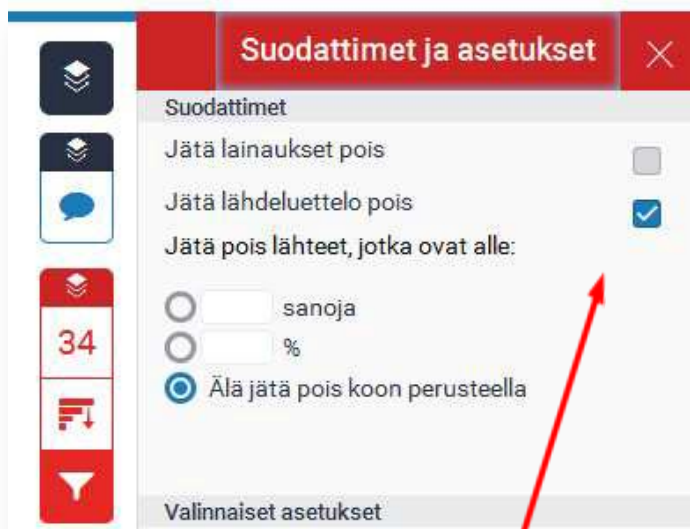 Suodattimet ja asetukset
Suodattimet
Jätä lainaukset pois
Jätä lähdeluettelo pois
Jätä pois lähteet, jotka ovat alle:
sanoja
34
%
Älä jätä pois koon perusteella
Valinnaiset asetukset